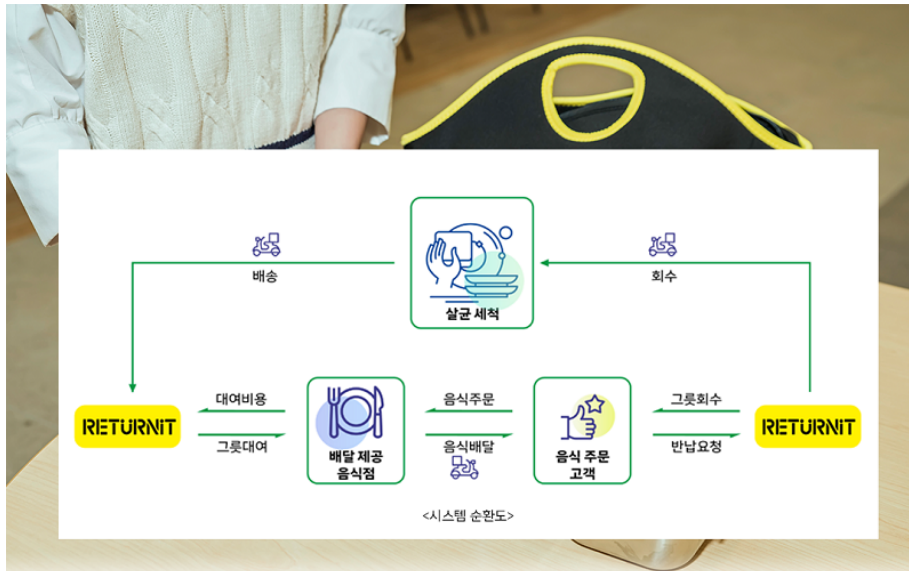 살균 세척
배송
회수
RETURNiT
대여비용
그릇대여
배달 제공
음식점
음식주문
음식배달
음식 주문
고객
그릇회수
반납요청
RETURNiT
<시스템 순환도>